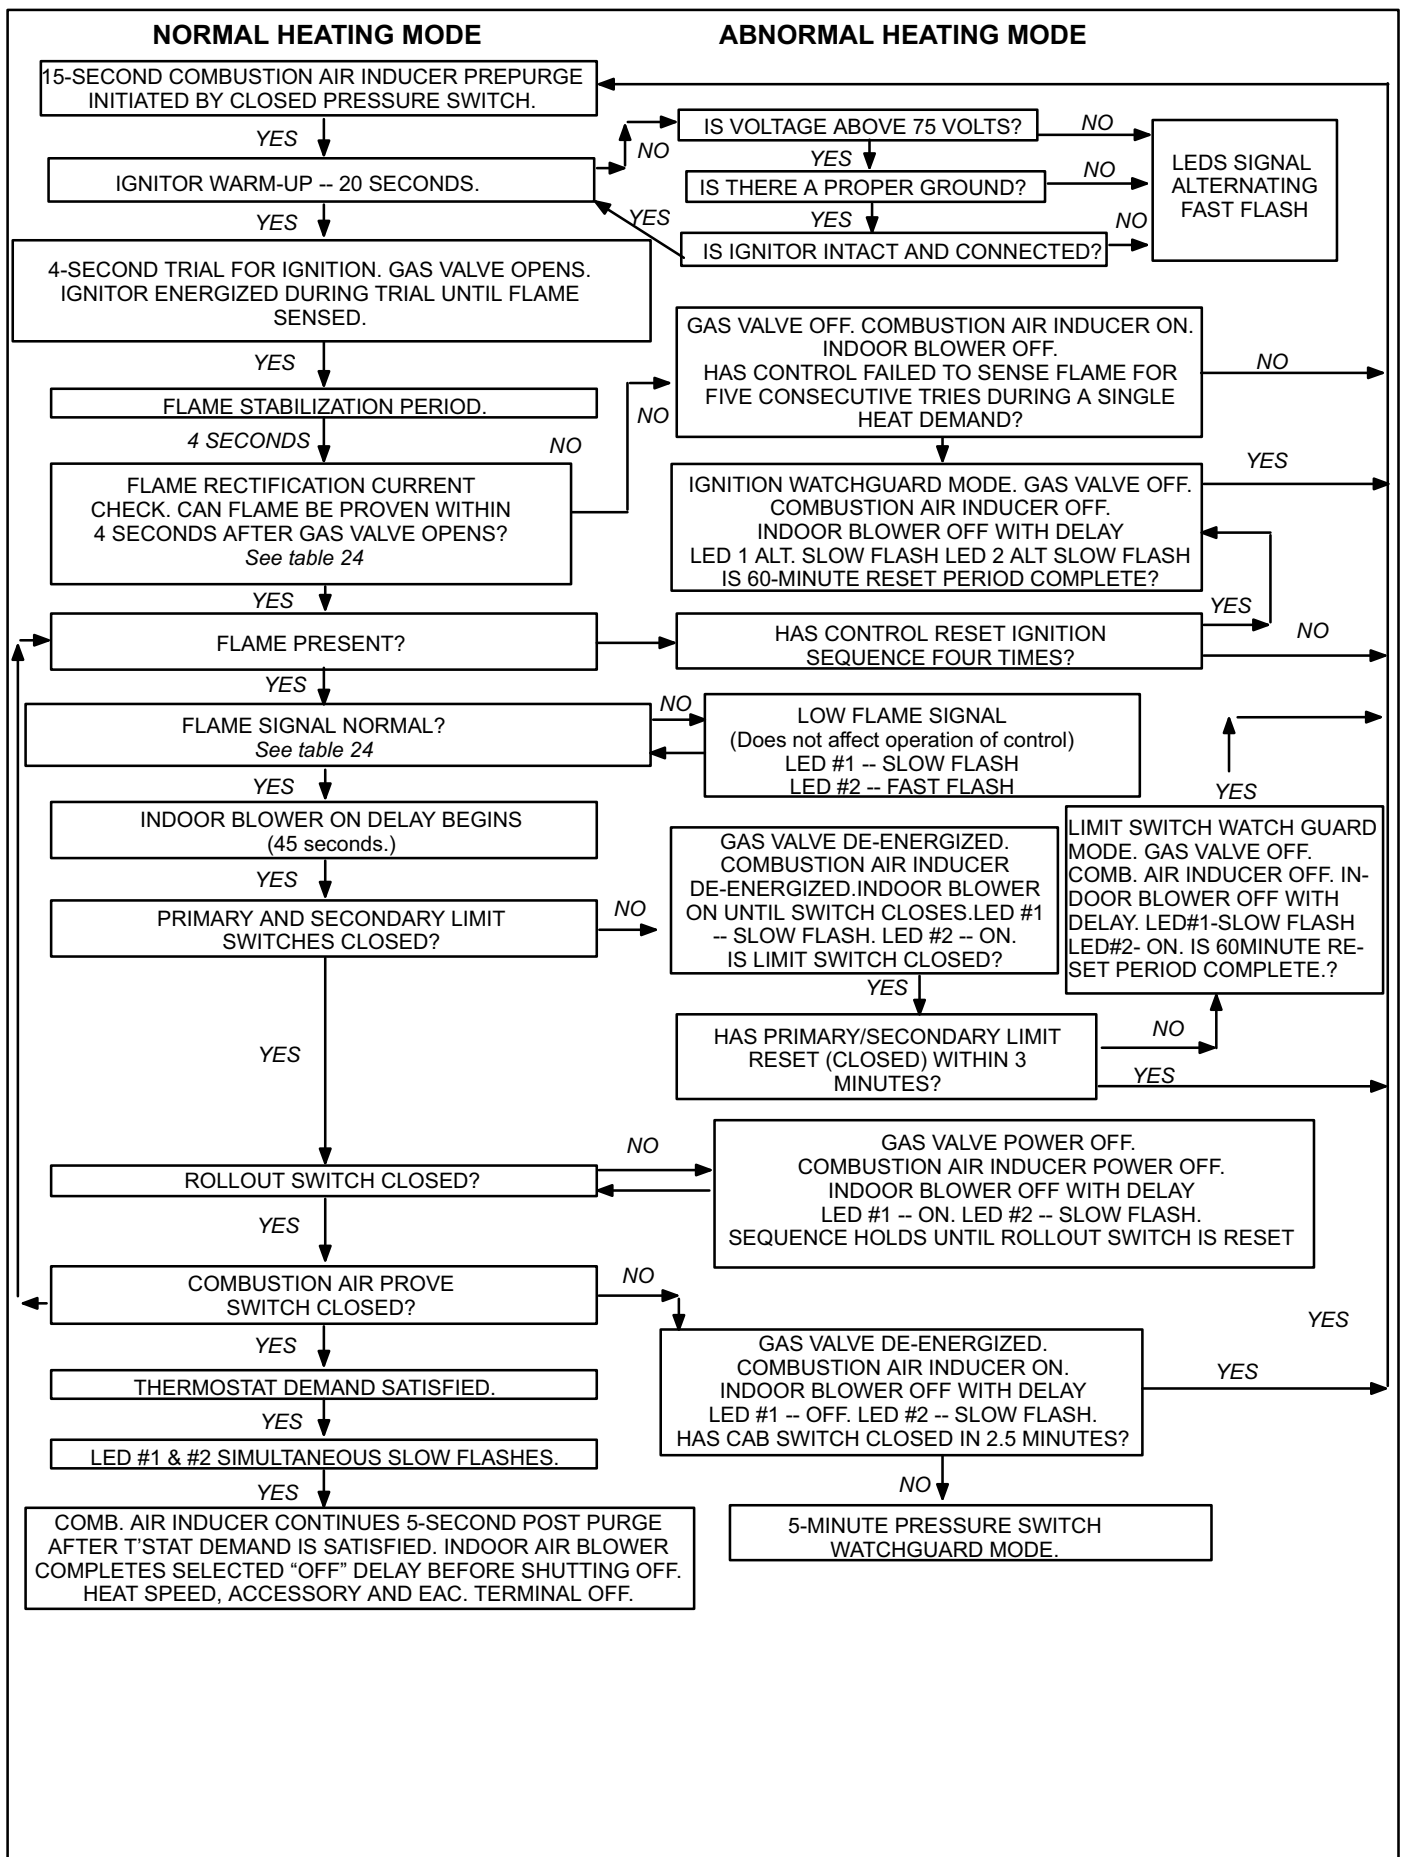 NORMAL HEATING MODE
ABNORMAL HEATING MODE
15-SECOND COMBUSTION AIR INDUCER PREPURGE
INITIATED BY CLOSED PRESSURE SWITCH.
YES
IGNITOR WARM-UP -- 20 SECONDS.
NO
IS VOLTAGE ABOVE 75 VOLTS?
NO
YES
IS THERE A PROPER GROUND?
NO
YES
IS IGNITOR INTACT AND CONNECTED?
NO
YES
LEDS SIGNAL
ALTERNATING
FAST FLASH
YES
4-SECOND TRIAL FOR IGNITION. GAS VALVE OPENS.
IGNITOR ENERGIZED DURING TRIAL UNTIL FLAME
SENSED.
YES
FLAME STABILIZATION PERIOD.
4 SECONDS
FLAME RECTIFICATION CURRENT
CHECK. CAN FLAME BE PROVEN WITHIN
4 SECONDS AFTER GAS VALVE OPENS?
See table 24
NO
NO
GAS VALVE OFF. COMBUSTION AIR INDUCER ON.
INDOOR BLOWER OFF.
HAS CONTROL FAILED TO SENSE FLAME FOR
FIVE CONSECUTIVE TRIES DURING A SINGLE
HEAT DEMAND?
NO
IGNITION WATCHGUARD MODE. GAS VALVE OFF.
COMBUSTION AIR INDUCER OFF.
INDOOR BLOWER OFF WITH DELAY
LED 1 ALT. SLOW FLASH LED 2 ALT SLOW FLASH
IS 60-MINUTE RESET PERIOD COMPLETE?
YES
YES
FLAME PRESENT?
HAS CONTROL RESET IGNITION
SEQUENCE FOUR TIMES?
YES
NO
YES
FLAME SIGNAL NORMAL?
See table 24
NO
LOW FLAME SIGNAL
(Does not affect operation of control)
LED #1 -- SLOW FLASH
LED #2 -- FAST FLASH
YES
INDOOR BLOWER ON DELAY BEGINS
(45 seconds.)
YES
PRIMARY AND SECONDARY LIMIT
SWITCHES CLOSED?
NO
GAS VALVE DE-ENERGIZED.
COMBUSTION AIR INDUCER
DE-ENERGIZED.INDOOR BLOWER
ON UNTIL SWITCH CLOSES.LED #1
-- SLOW FLASH. LED #2 -- ON.
IS LIMIT SWITCH CLOSED?
YES
HAS PRIMARY/SECONDARY LIMIT
RESET (CLOSED) WITHIN 3
MINUTES?
NO
YES
YES
LIMIT SWITCH WATCH GUARD
MODE. GAS VALVE OFF.
COMB. AIR INDUCER OFF. IN-
DOOR BLOWER OFF WITH
DELAY. LED#1-SLOW FLASH
LED#2- ON. IS 60MINUTE RE-
SET PERIOD COMPLETE.?
YES
ROLLOUT SWITCH CLOSED?
NO
GAS VALVE POWER OFF.
COMBUSTION AIR INDUCER POWER OFF.
INDOOR BLOWER OFF WITH DELAY
LED #1 -- ON. LED #2 -- SLOW FLASH.
SEQUENCE HOLDS UNTIL ROLLOUT SWITCH IS RESET
YES
COMBUSTION AIR PROVE
SWITCH CLOSED?
NO
GAS VALVE DE-ENERGIZED.
COMBUSTION AIR INDUCER ON.
INDOOR BLOWER OFF WITH DELAY
LED #1 -- OFF. LED #2 -- SLOW FLASH.
HAS CAB SWITCH CLOSED IN 2.5 MINUTES?
YES
YES
NO
5-MINUTE PRESSURE SWITCH
WATCHGUARD MODE.
YES
THERMOSTAT DEMAND SATISFIED.
YES
LED #1 & #2 SIMULTANEOUS SLOW FLASHES.
YES
COMB. AIR INDUCER CONTINUES 5-SECOND POST PURGE
AFTER T'STAT DEMAND IS SATISFIED. INDOOR AIR BLOWER
COMPLETES SELECTED “OFF” DELAY BEFORE SHUTTING OFF.
HEAT SPEED, ACCESSORY AND EAC. TERMINAL OFF.